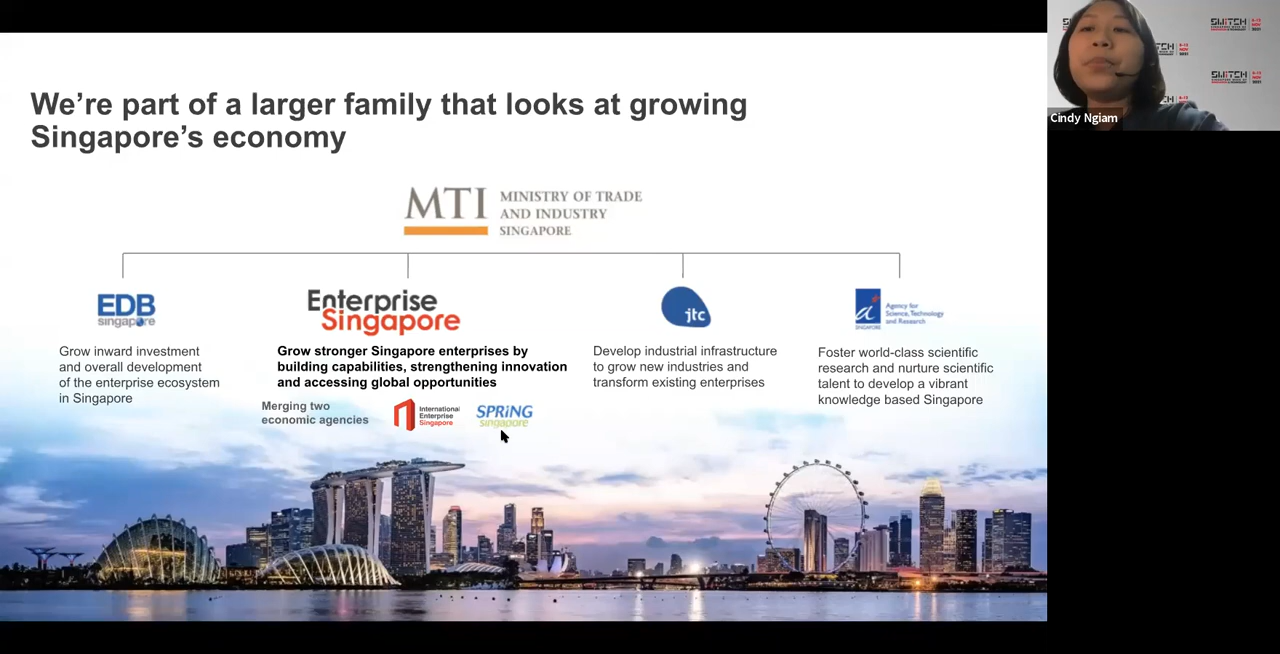 We’re part of a larger family that looks at growing
Singapore’s economy
MTI
MINISTRY OF TRADE
AND INDUSTRY
SINGAPORE
EDB
singapore
Grow inward investment
and overall development
of the enterprise ecosystem
in Singapore
Enterprise
Singapore
Grow stronger Singapore enterprises by
building capabilities, strengthening innovation
and accessing global opportunities
Merging two
economic agencies
International
Enterprise
Singapore
SPRING
singapore
jtc
Develop industrial infrastructure
to grow new industries and
transform existing enterprises
a
SINGAPORE
Agency for
Science, Technology
and Research
Foster world-class scientific
research and nurture scientific
talent to develop a vibrant
knowledge based Singapore
SWITCH
SWITCH
Cindy Ngiam